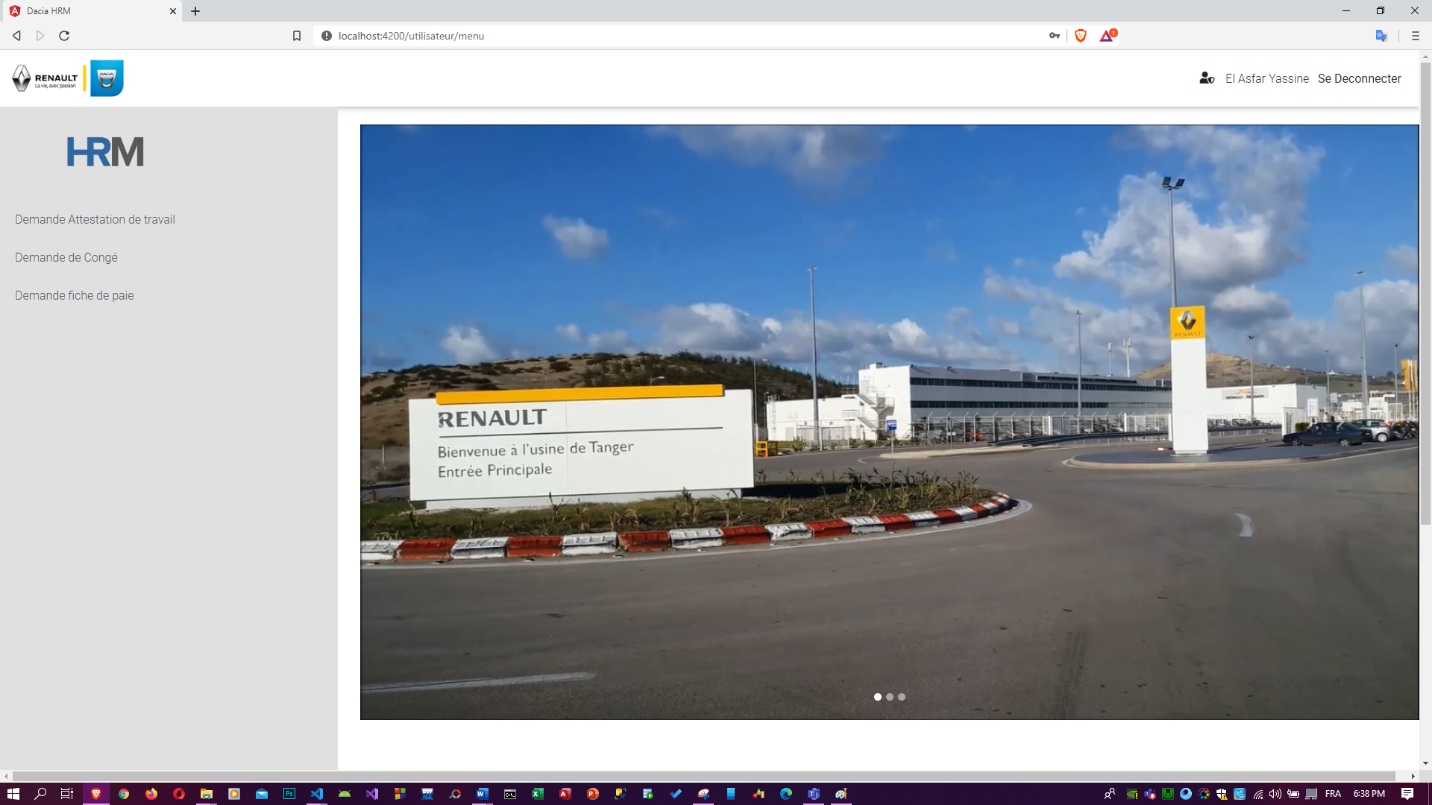 Dacia HRM
localhost:4200/utilisateur/menu
1
RENAULT
La vie, avec passion
DACIA
El Asfar Yassine Se Deconnecter
HRM
Demande Attestation de travail
Demande de Congé
Demande fiche de paie
RENAULT
Bienvenue à l'usine de Tanger
Entrée Principale
RENAULT
FRA 6:38 PM